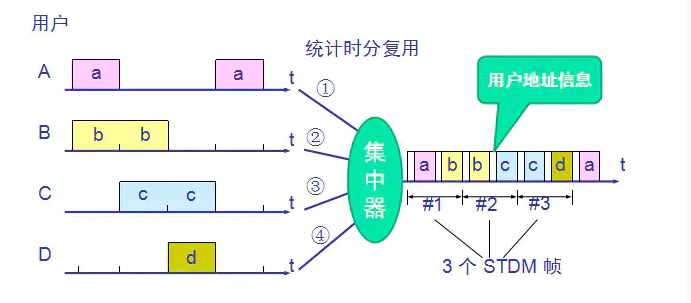 用户
统计时分复用
用户地址信息
A a a t ①
B b b t ②
C c c t ③
D d t ④
集中器
a b b c c d a t
#1 #2 #3
3 个 STDM 帧